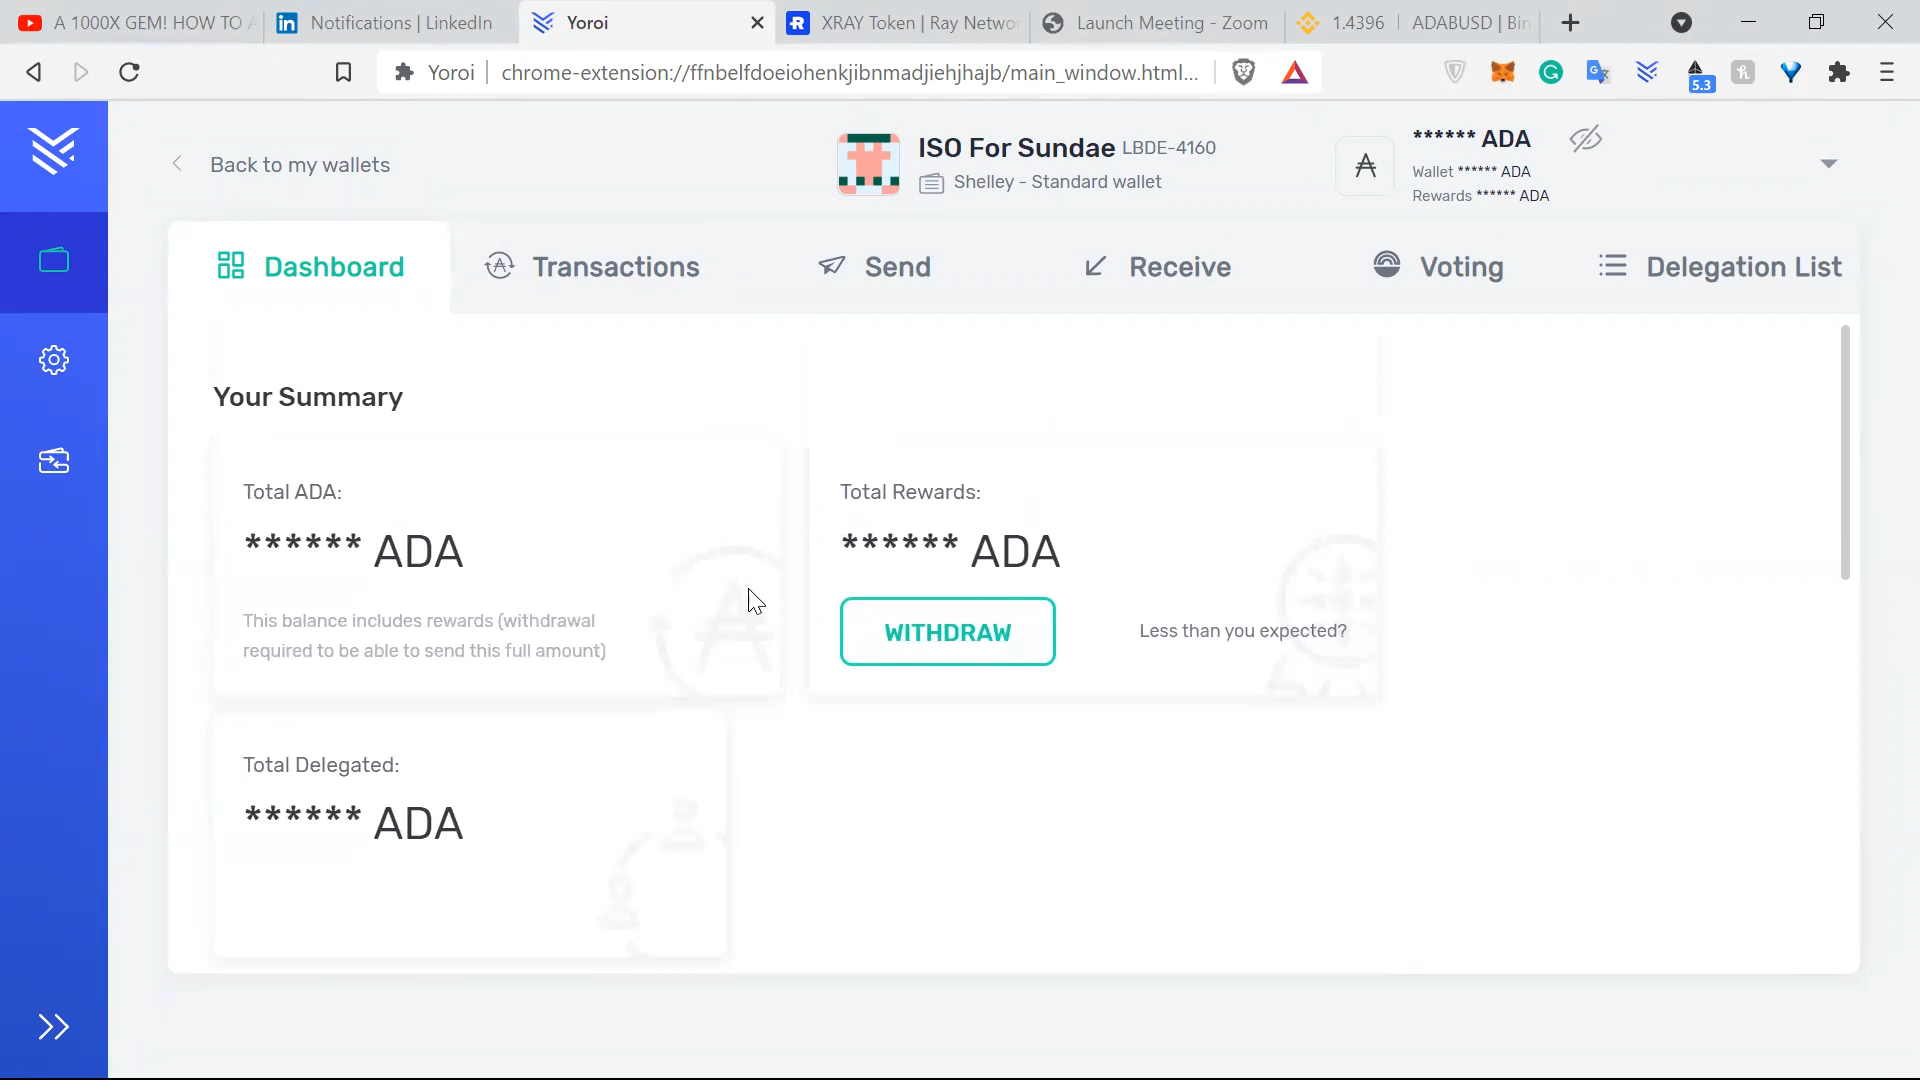 A 1000X GEM! HOW TO
Notifications | LinkedIn
Yoroi
XRAY Token | Ray Netwo
Launch Meeting - Zoom
1.4396 | ADABUSD | Bin
Yoroi
chrome-extension://ffnbelfdoeiohenkjibnmadjiehjhajb/main_window.html...
5.3
Back to my wallets
ISO For Sundae LBDE-4160
Shelley - Standard wallet
****** ADA
Wallet ****** ADA
Rewards ****** ADA
Dashboard
Transactions
Send
Receive
Voting
Delegation List
Your Summary
Total ADA:
****** ADA
This balance includes rewards (withdrawal
required to be able to send this full amount)
Total Rewards:
****** ADA
WITHDRAW
Less than you expected?
Total Delegated:
****** ADA